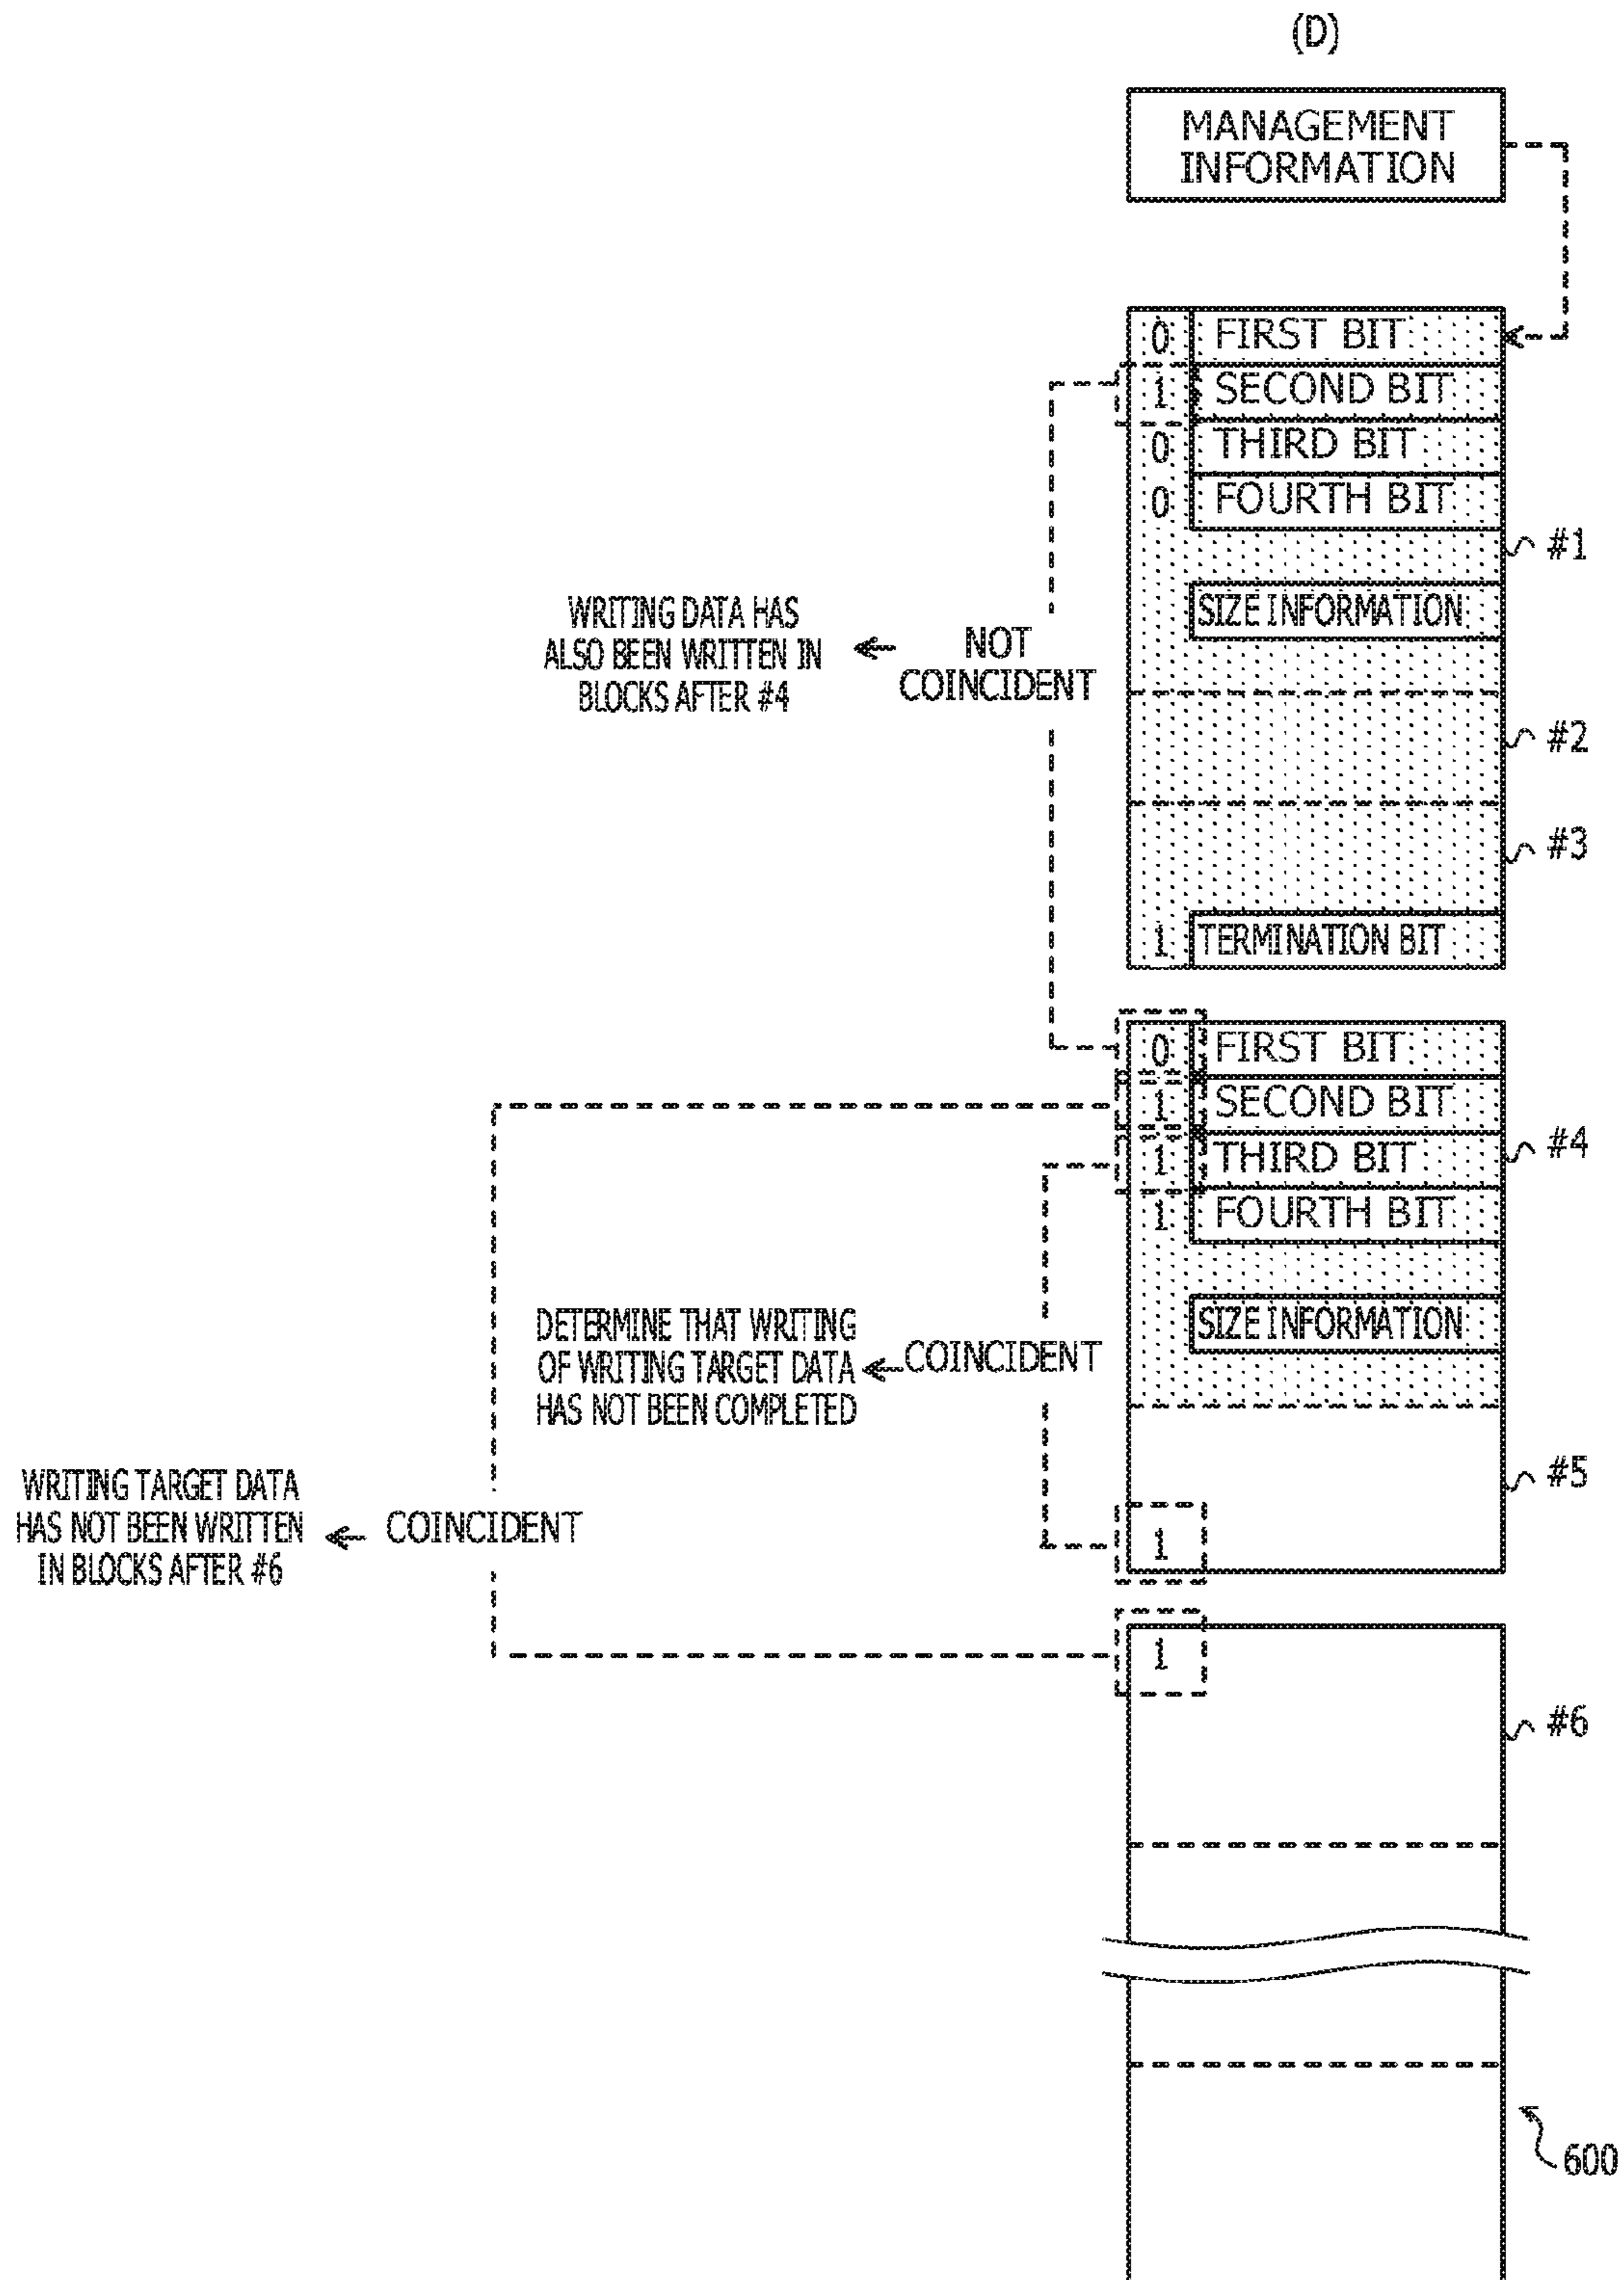 (D)
MANAGEMENT
INFORMATION
0 FIRST BIT
1 SECOND BIT
0 THIRD BIT
0 FOURTH BIT
#1
SIZE INFORMATION
WRITING DATA HAS
ALSO BEEN WRITTEN IN
BLOCKS AFTER #4
NOT
COINCIDENT
#2
#3
1 TERMINATION BIT
0 FIRST BIT
1 SECOND BIT
1 THIRD BIT
#4
1 FOURTH BIT
SIZE INFORMATION
DETERMINE THAT WRITING
OF WRITING TARGET DATA
HAS NOT BEEN COMPLETED
COINCIDENT
#5
WRITING TARGET DATA
HAS NOT BEEN WRITTEN
IN BLOCKS AFTER #6
COINCIDENT
1
1
#6
600